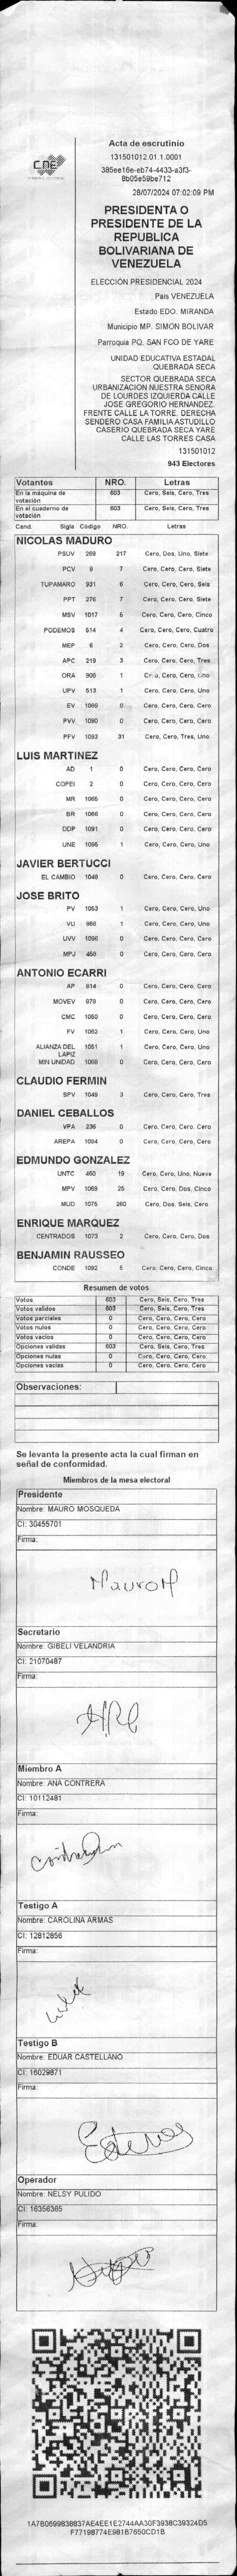 CNE
Acta de escrutinio
131501012.01.1.0001
385ee16e-eb74-4433-a3f3-
8b05e59be712
28/07/2024 07:02:09 PM
PRESIDENTA O
PRESIDENTE DE LA
REPUBLICA
BOLIVARIANA DE
VENEZUELA
ELECCIÓN PRESIDENCIAL 2024
Pais VENEZUELA
Estado EDO. MIRANDA
Municipio MP. SIMON BOLIVAR
Parroquia PQ. SAN FCO DE YARE
UNIDAD EDUCATIVA ESTADAL
QUEBRADA SECA
SECTOR QUEBRADA SECA
URBANIZACIÓN NUESTRA SENORA
DE LOURDES IZQUIERDA CALLE
JOSE GREGORIO HERNANDEZ.
FRENTE CALLE LA TORRE. DERECHA
SENDERO CASA FAMILIA ASTUDILLO
CASERIO QUEBRADA SECA YARE
CALLE LAS TORRES CASA
131501012
943 Electores
Votantes NRO. Letras
En la máquina de votación 603 Cero, Seis, Cero, Tres
En el cuaderno de votación 603 Cero, Seis, Cero, Tres
Cand. Sigla Código NRO. Letras
NICOLAS MADURO
PSUV 269 217 Cero, Dos, Uno, Siete
PCV 9 7 Cero, Cero, Cero, Siete
TUPAMARO 931 6 Cero, Cero, Cero, Seis
PPT 276 7 Cero, Cero, Cero, Siete
MSV 1017 5 Cero, Cero, Cero, Cinco
PODEMOS 514 4 Cero, Cero, Cero, Cuatro
MEP 6 2 Cero, Cero, Cero, Dos
APC 219 3 Cero, Cero, Cero, Tres
ORA 906 1 Cero, Cero, Cero, Uno
UPV 513 1 Cero, Cero, Cero, Uno
EV 1069 0 Cero, Cero, Cero, Cero
PVV 1090 0 Cero, Cero, Cero, Cero
PFV 1093 31 Cero, Cero, Tres, Uno
LUIS MARTINEZ
AD 1 0 Cero, Cero, Cero, Cero
COPEI 2 0 Cero, Cero, Cero, Cero
MR 1065 0 Cero, Cero, Cero, Cero
BR 1066 0 Cero, Cero, Cero, Cero
DDP 1091 0 Cero, Cero, Cero, Cero
UNE 1095 1 Cero, Cero, Cero, Uno
JAVIER BERTUCCI
EL CAMBIO 1048 0 Cero, Cero, Cero, Cero
JOSE BRITO
PV 1053 1 Cero, Cero, Cero, Uno
VU 868 1 Cero, Cero, Cero, Uno
UVV 1096 0 Cero, Cero, Cero, Cero
MPJ 458 0 Cero, Cero, Cero, Cero
ANTONIO ECARRI
AP 814 0 Cero, Cero, Cero, Cero
MOVEV 879 0 Cero, Cero, Cero, Cero
CMC 1050 0 Cero, Cero, Cero, Cero
FV 1062 1 Cero, Cero, Cero, Uno
ALIANZA DEL LAPIZ 1051 1 Cero, Cero, Cero, Uno
MIN UNIDAD 1068 0 Cero, Cero, Cero, Cero
CLAUDIO FERMIN
SPV 1049 3 Cero, Cero, Cero, Tres
DANIEL CEBALLOS
VPA 236 0 Cero, Cero, Cero, Cero
AREPA 1094 0 Cero, Cero, Cero, Cero
EDMUNDO GONZALEZ
UNTC 450 19 Cero, Cero, Uno, Nueve
MPV 1069 25 Cero, Cero, Dos, Cinco
MUD 1075 260 Cero, Dos, Seis, Cero
ENRIQUE MARQUEZ
CENTRADOS 1073 2 Cero, Cero, Cero, Dos
BENJAMIN RAUSSEO
CONDE 1092 5 Cero, Cero, Cero, Cinco
Resumen de votos
Votos 603 Cero, Seis, Cero, Tres
Votos validos 603 Cero, Seis, Cero, Tres
Votos parciales 0 Cero, Cero, Cero, Cero
Votos nulos 0 Cero, Cero, Cero, Cero
Votos vacios 0 Cero, Cero, Cero, Cero
Opciones validas 603 Cero, Seis, Cero, Tres
Opciones nulas 0 Cero, Cero, Cero, Cero
Opciones vacias 0 Cero, Cero, Cero, Cero
Observaciones:
Se levanta la presente acta la cual firman en
señal de conformidad.
Miembros de la mesa electoral
Presidente
Nombre: MAURO MOSQUEDA
CI: 30455701
Firma:
Mauro M
Secretario
Nombre: GIBELI VELANDRIA
CI: 21070487
Firma:
Miembro A
Nombre: ANA CONTRERA
CI: 10112481
Firma:
Testigo A
Nombre: CAROLINA ARMAS
CI: 12812856
Firma:
Testigo B
Nombre: EDUAR CASTELLANO
CI: 16029871
Firma:
Operador
Nombre: NELSY PULIDO
CI: 16356365
Firma:
1A7B0699838837AE4EE1E2744AA30F3938C39324D5
F77198774E981B7650CD1B